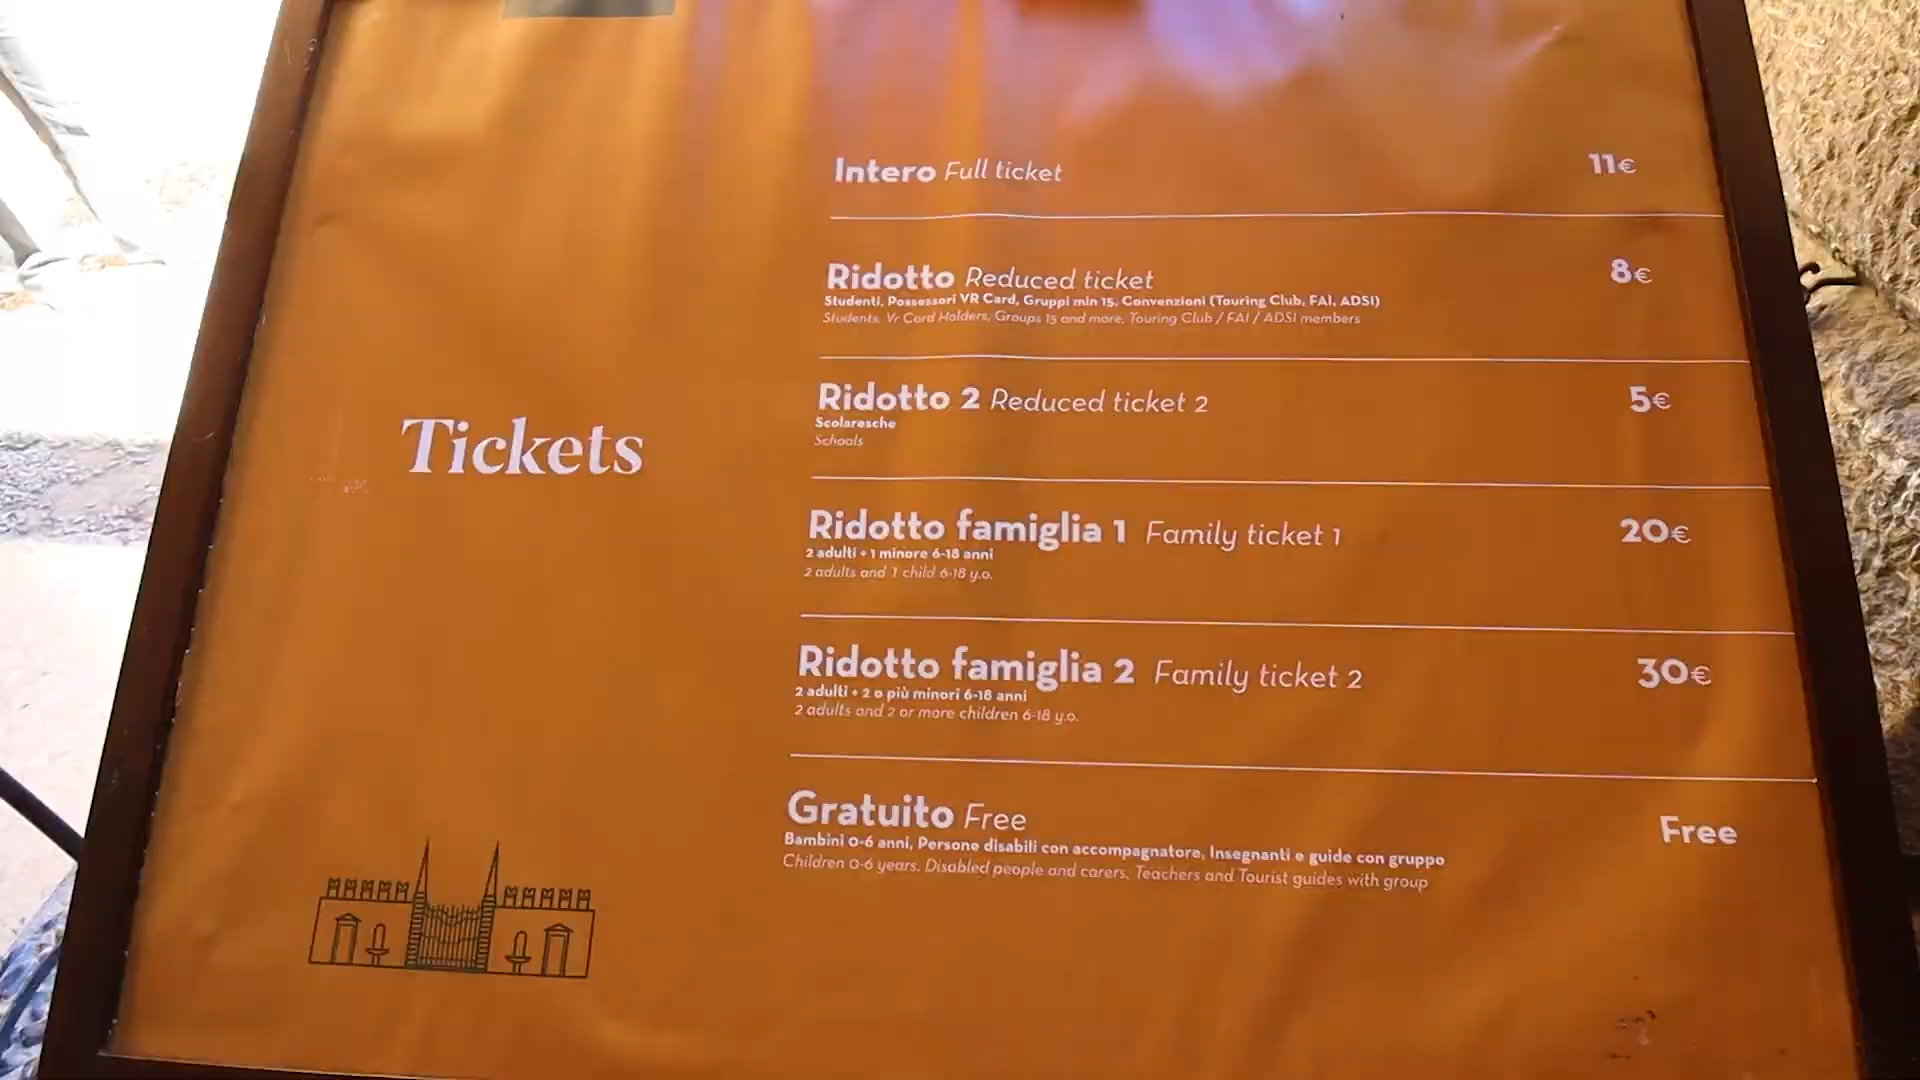 Tickets
Intero Full ticket 11€
Ridotto Reduced ticket 8€
Studenti, Possessori VR Card, Gruppi min 15, Convenzioni (Touring Club, FAI, ADSI)
Students, Vr Card Holders, Groups 15 and more, Touring Club / FAI / ADSI members
Ridotto 2 Reduced ticket 2 5€
Scolaresche
Schools
Ridotto famiglia 1 Family ticket 1 20€
2 adulti + 1 minore 6-18 anni
2 adults and 1 child 6-18 y.o.
Ridotto famiglia 2 Family ticket 2 30€
2 adulti + 2 o più minori 6-18 anni
2 adults and 2 or more children 6-18 y.o.
Gratuito Free Free
Bambini 0-6 anni, Persone disabili con accompagnatore, Insegnanti e guide con gruppo
Children 0-6 years, Disabled people and carers, Teachers and Tourist guides with group